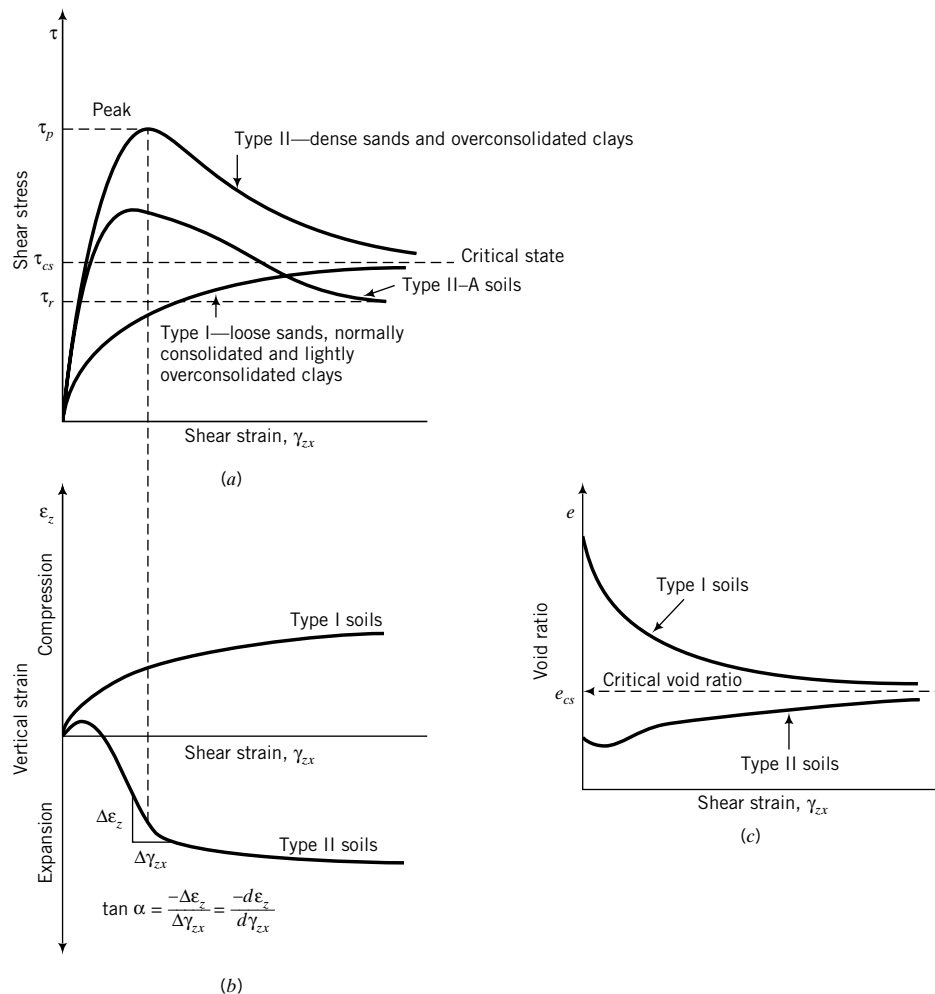 τ
Peak
τp
Type II—dense sands and overconsolidated clays
Shear stress
τcs
Critical state
Type II–A soils
τr
Type I—loose sands, normally
consolidated and lightly
overconsolidated clays
Shear strain, γzx
(a)
εz
Compression
Type I soils
Vertical strain
Shear strain, γzx
Expansion
Δεz
Δγzx
Type II soils
tan α = −Δεz/Δγzx = −dεz/dγzx
(b)
e
Void ratio
Type I soils
Critical void ratio
ecs
Type II soils
Shear strain, γzx
(c)